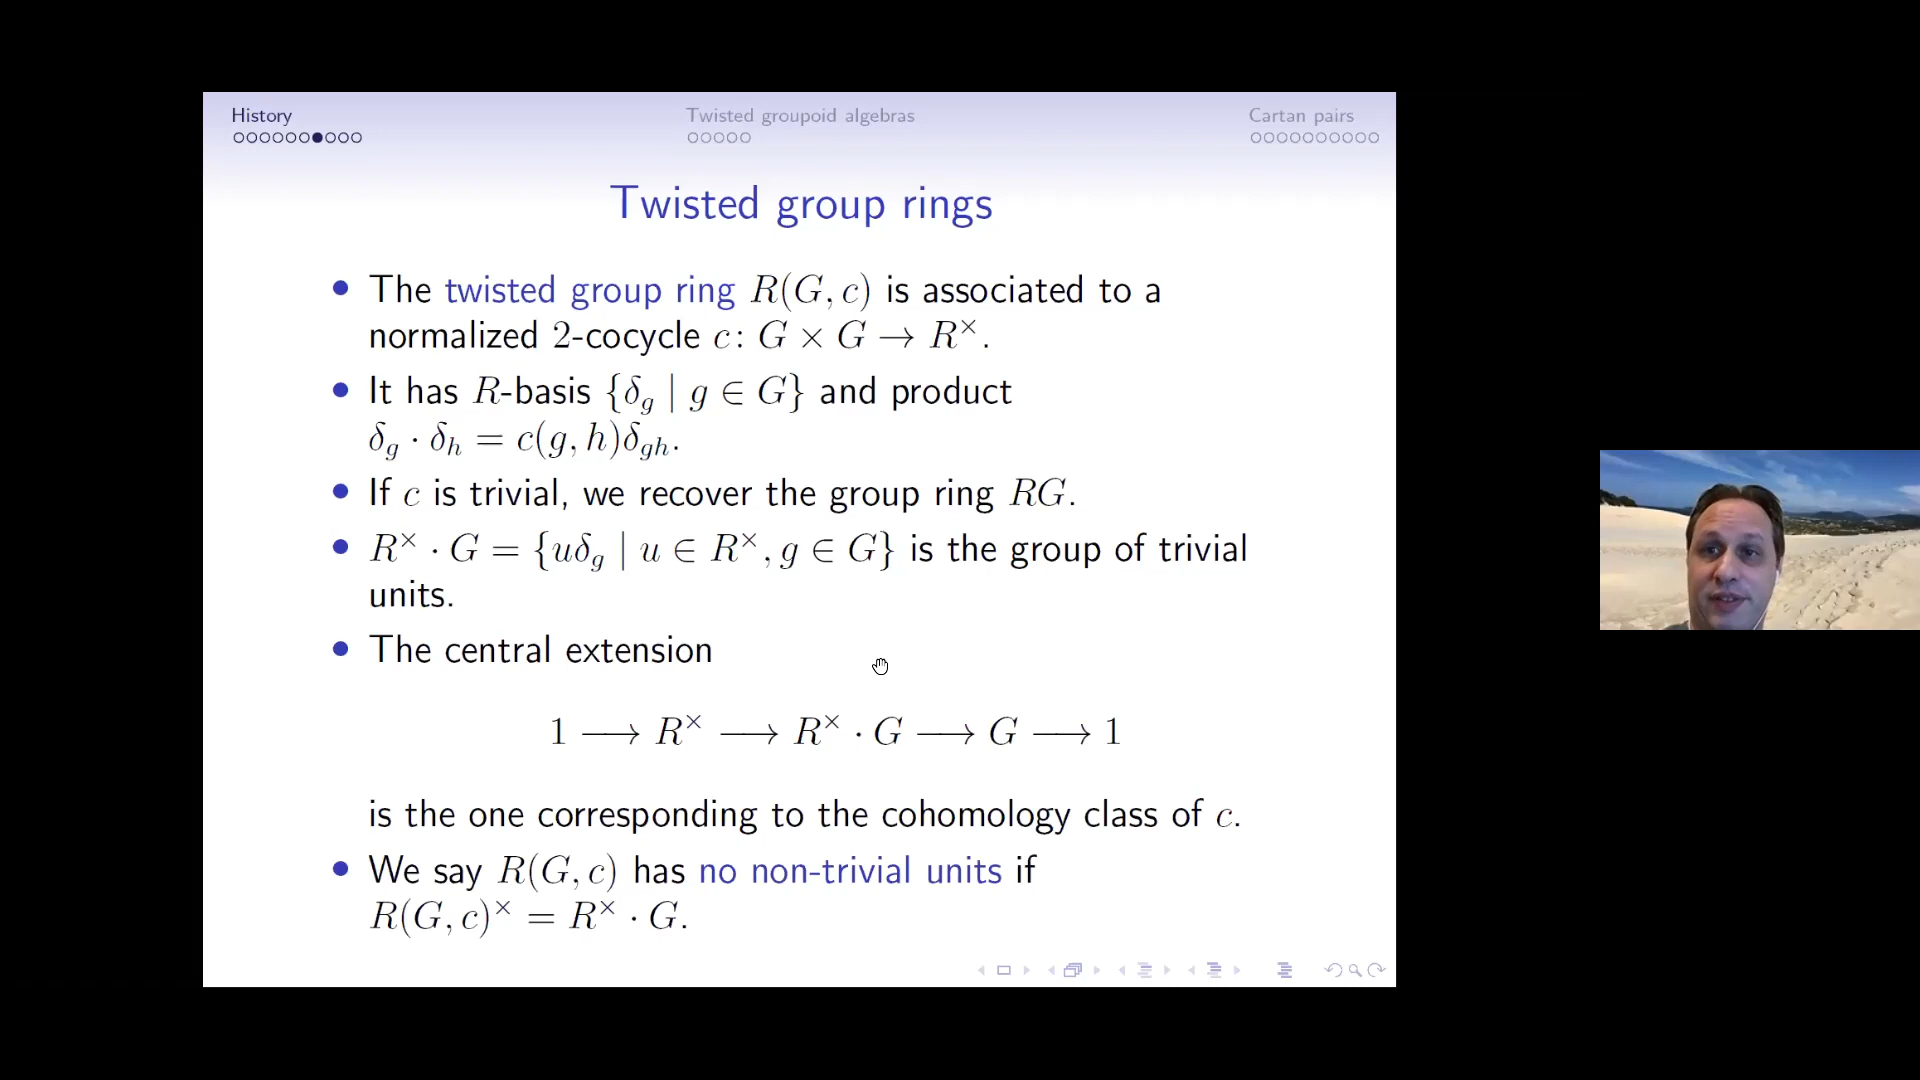 History
Twisted groupoid algebras
Cartan pairs
Twisted group rings
• The twisted group ring R(G, c) is associated to a
normalized 2-cocycle c: G × G → R^×.
• It has R-basis {δ_g | g ∈ G} and product
δ_g · δ_h = c(g, h)δ_{gh}.
• If c is trivial, we recover the group ring RG.
• R^× · G = {uδ_g | u ∈ R^×, g ∈ G} is the group of trivial
units.
• The central extension
1 ⟶ R^× ⟶ R^× · G ⟶ G ⟶ 1
is the one corresponding to the cohomology class of c.
• We say R(G, c) has no non-trivial units if
R(G, c)^× = R^× · G.